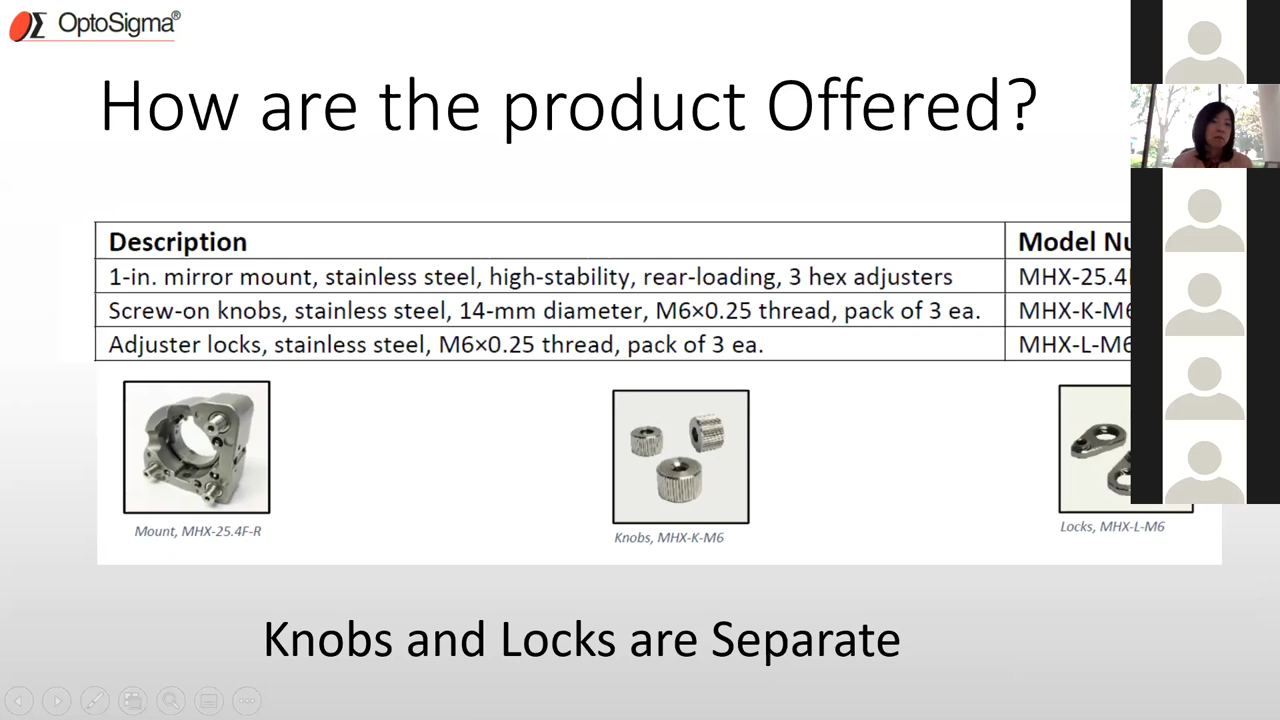 OptoSigma®
How are the product Offered?
Description Model Nu
1-in. mirror mount, stainless steel, high-stability, rear-loading, 3 hex adjusters MHX-25.4
Screw-on knobs, stainless steel, 14-mm diameter, M6×0.25 thread, pack of 3 ea. MHX-K-M6
Adjuster locks, stainless steel, M6×0.25 thread, pack of 3 ea. MHX-L-M6
Mount, MHX-25.4F-R
Knobs, MHX-K-M6
Locks, MHX-L-M6
Knobs and Locks are Separate